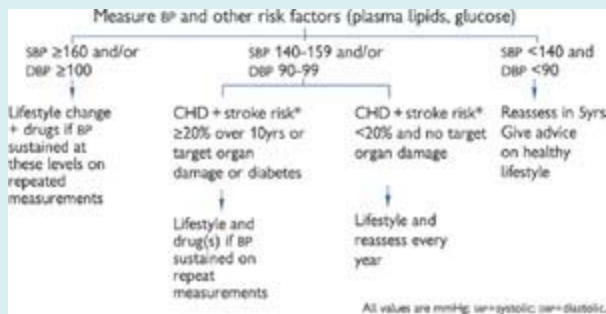 Measure BP and other risk factors (plasma lipids, glucose)
SBP ≥160 and/or
DBP ≥100
SBP 140-159 and/or
DBP 90-99
SBP <140 and
DBP <90
Lifestyle change
+ drugs if BP
sustained at
these levels on
repeated
measurements
CHD + stroke risk*
≥20% over 10yrs or
target organ
damage or diabetes
CHD + stroke risk*
<20% and no target
organ damage
Reassess in 5yrs
Give advice
on healthy
lifestyle
Lifestyle and
drug(s) if BP
sustained on
repeat
measurements
Lifestyle and
reassess every
year
All values are mmHg; SBP=systolic; DBP=diastolic.